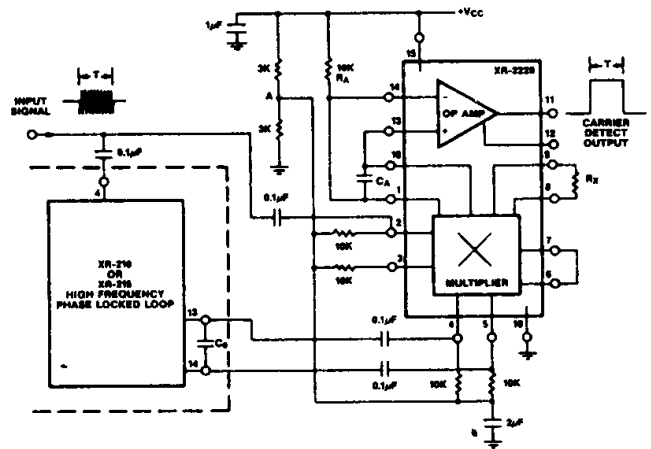 1μF
+VCC
15
XR-2228
3K
10K
RA
T
INPUT
SIGNAL
A
3K
14
-
OP AMP
+
13
11
12
T
CARRIER
DETECT
OUTPUT
0.1μF
4
16
CA
1
9
8
RX
0.1μF
2
10K
3
10K
MULTIPLIER
7
6
XR-210
OR
XR-215
HIGH FREQUENCY
PHASE LOCKED LOOP
13
C0
14
0.1μF
0.1μF
4
5
10
10K
10K
2μF